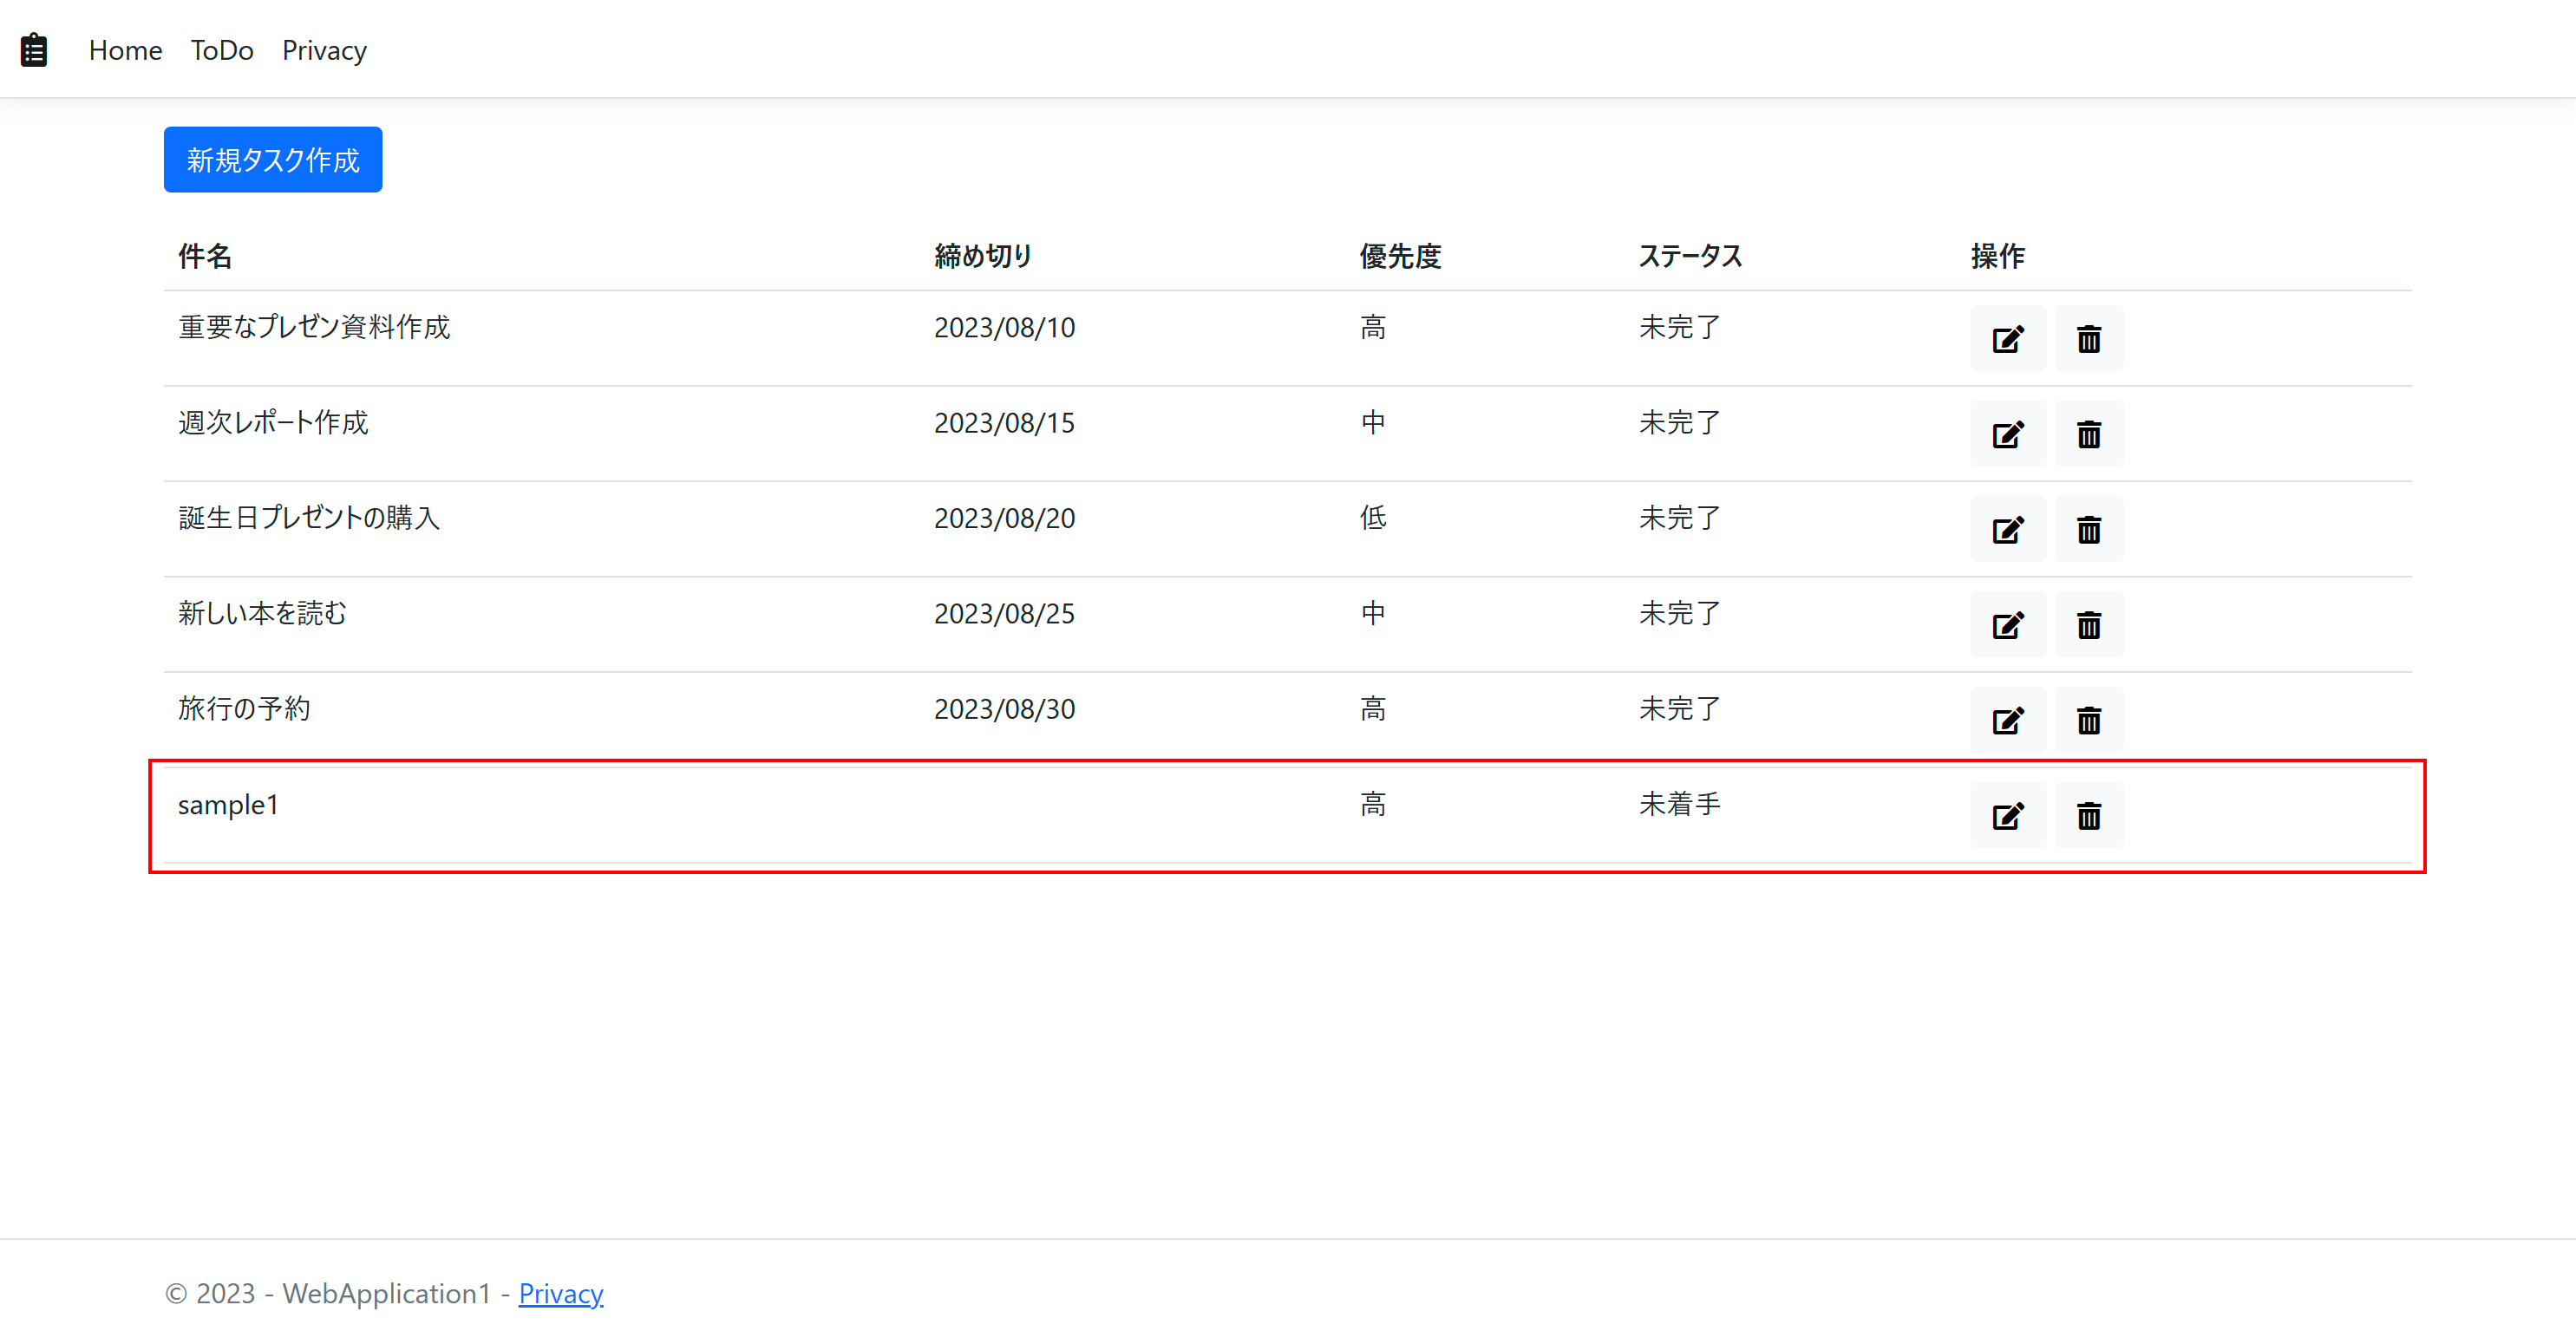 Home ToDo Privacy
新規タスク作成
件名 締め切り 優先度 ステータス 操作
重要なプレゼン資料作成 2023/08/10 高 未完了
週次レポート作成 2023/08/15 中 未完了
誕生日プレゼントの購入 2023/08/20 低 未完了
新しい本を読む 2023/08/25 中 未完了
旅行の予約 2023/08/30 高 未完了
sample1 高 未着手
© 2023 - WebApplication1 - Privacy